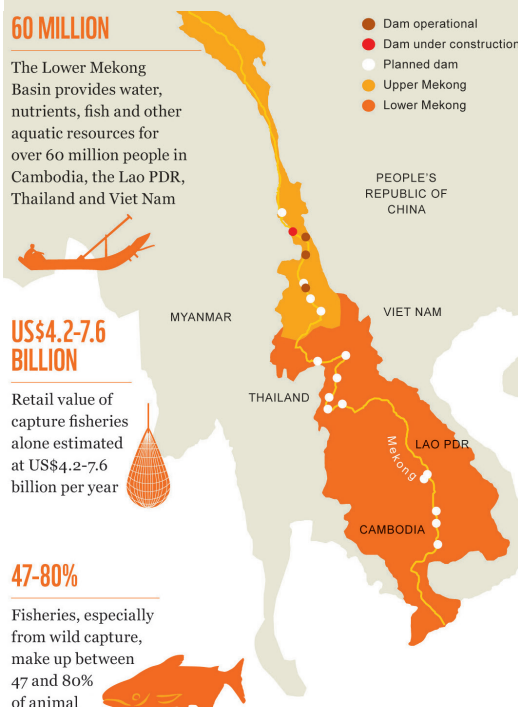 60 MILLION
The Lower Mekong
Basin provides water,
nutrients, fish and other
aquatic resources for
over 60 million people in
Cambodia, the Lao PDR,
Thailand and Viet Nam
US$4.2-7.6
BILLION
Retail value of
capture fisheries
alone estimated
at US$4.2-7.6
billion per year
47-80%
Fisheries, especially
from wild capture,
make up between
47 and 80%
of animal
Dam operational
Dam under construction
Planned dam
Upper Mekong
Lower Mekong
PEOPLE'S
REPUBLIC OF
CHINA
MYANMAR
VIET NAM
THAILAND
LAO PDR
Mekong
CAMBODIA